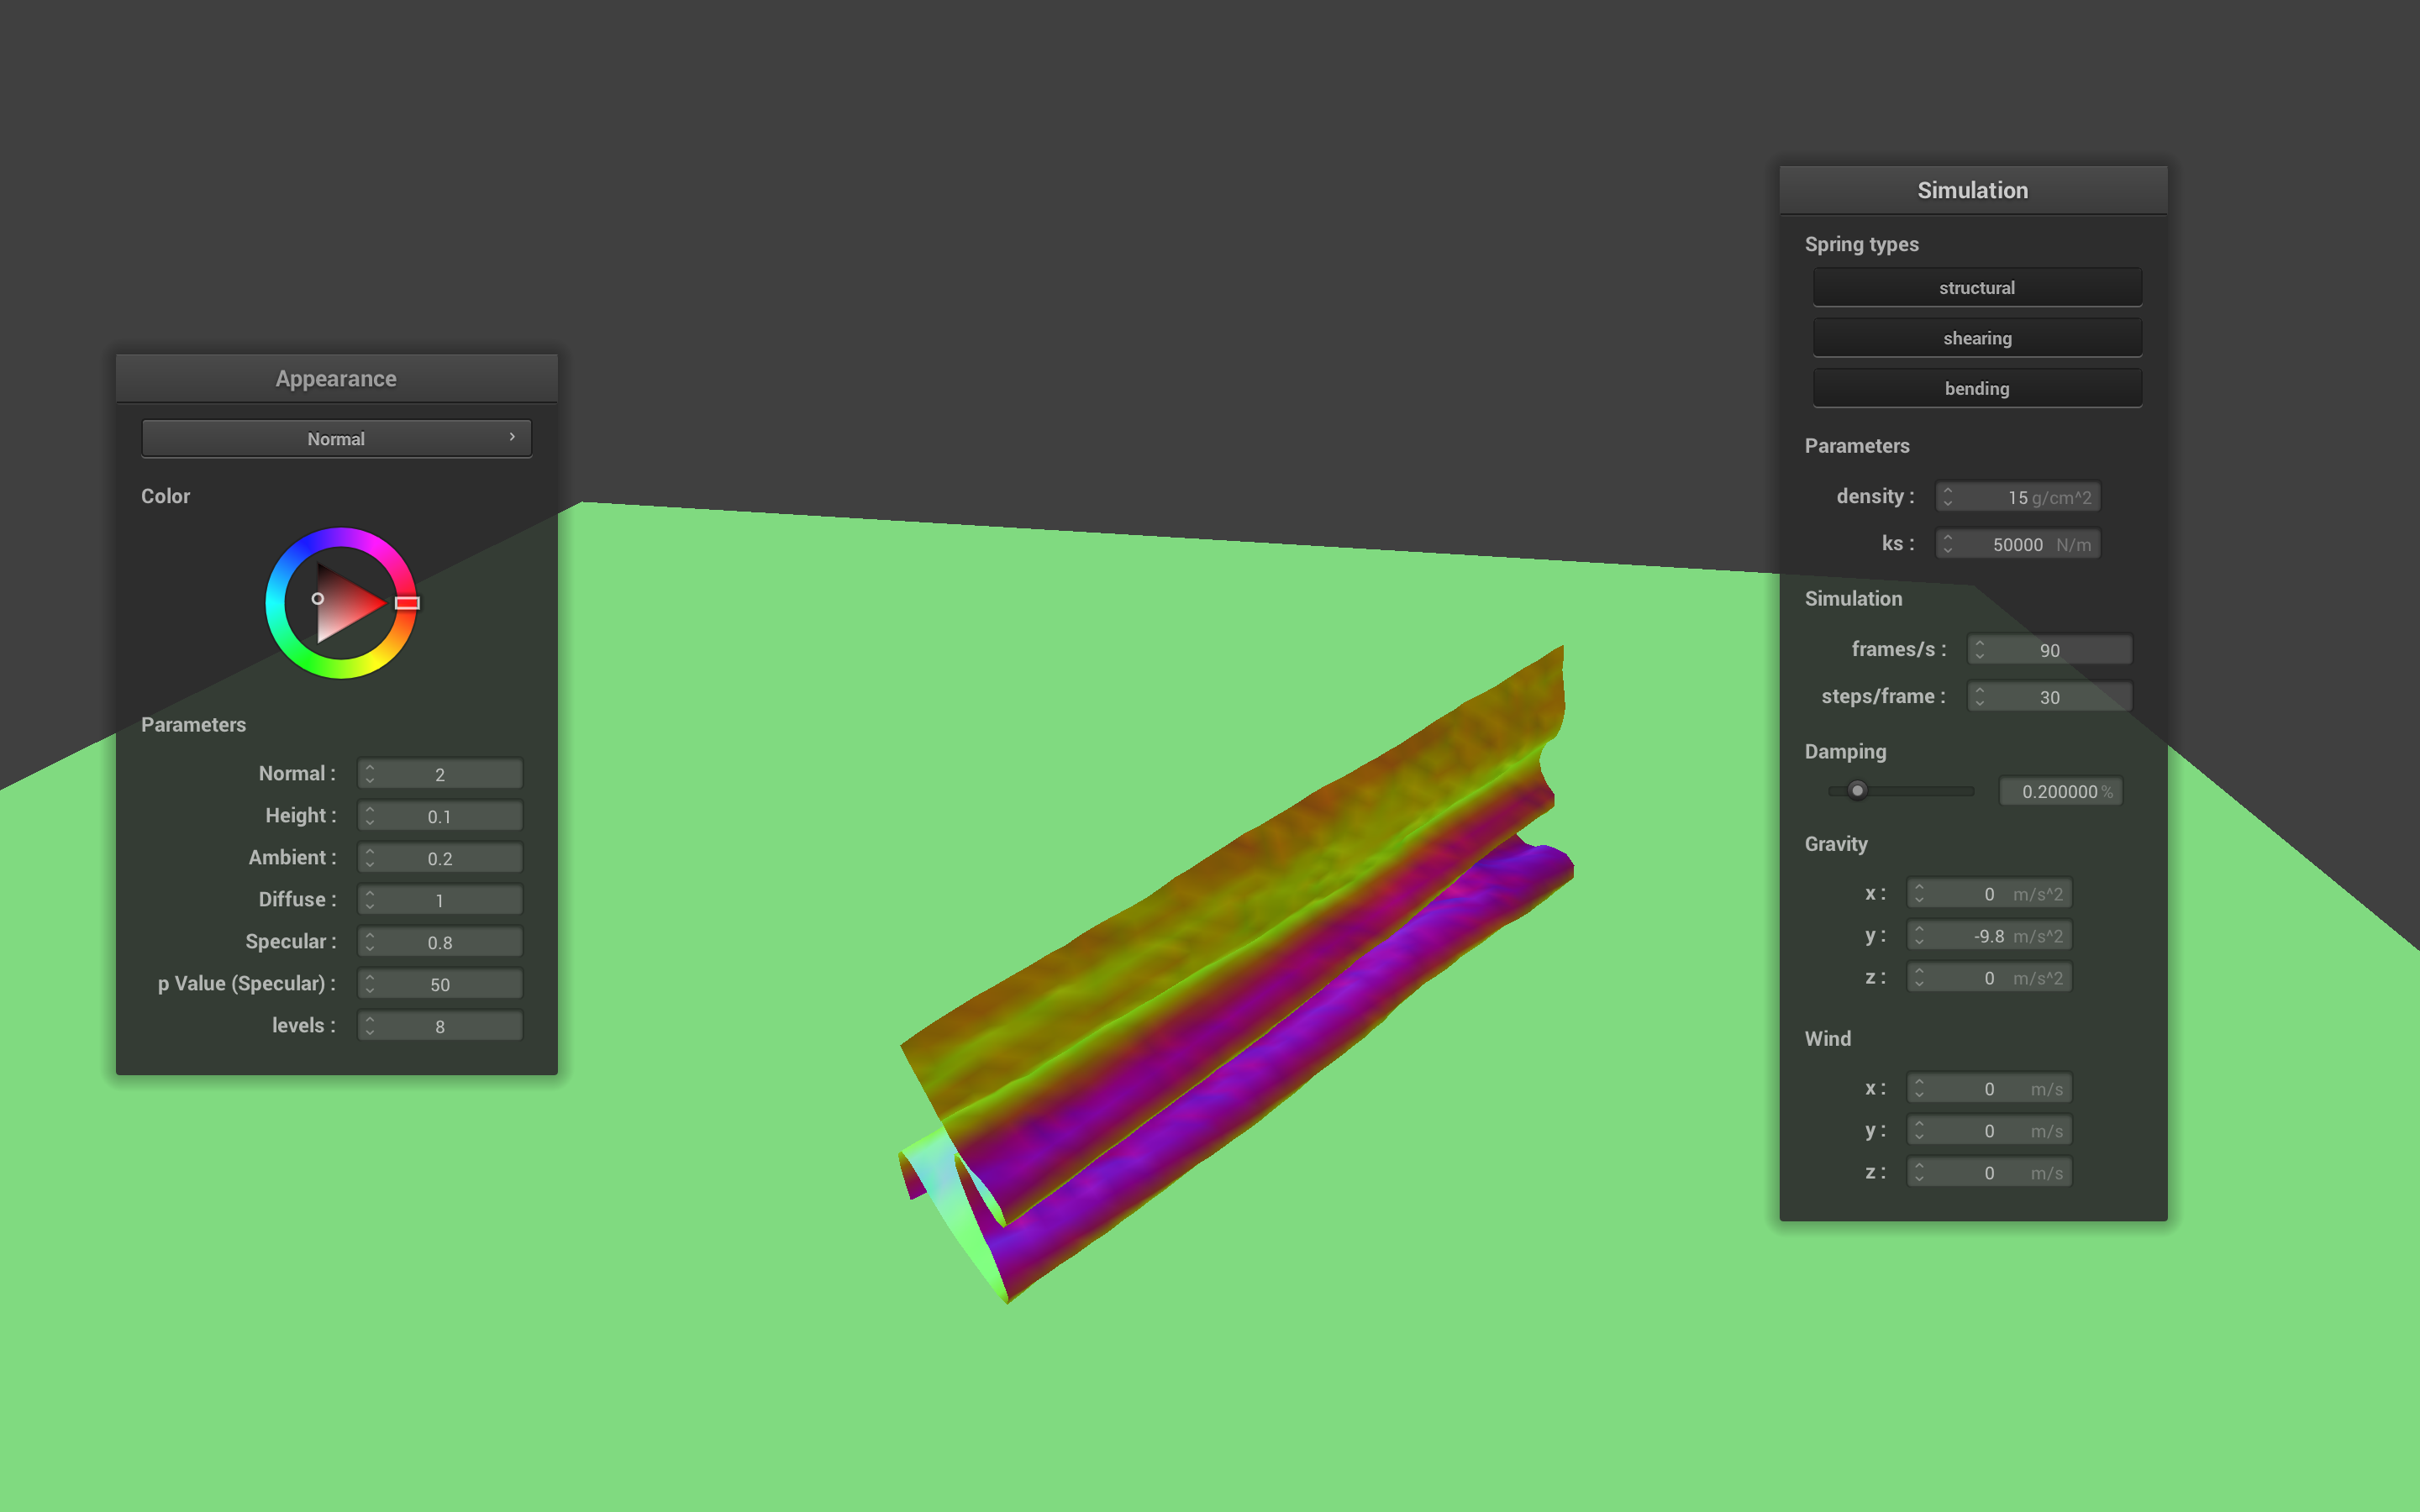 Appearance
Normal
Color
Parameters
Normal : 2
Height : 0.1
Ambient : 0.2
Diffuse : 1
Specular : 0.8
p Value (Specular) : 50
levels : 8
Simulation
Spring types
structural
shearing
bending
Parameters
density : 15 g/cm^2
ks : 50000 N/m
Simulation
frames/s : 90
steps/frame : 30
Damping
0.200000 %
Gravity
x : 0 m/s^2
y : -9.8 m/s^2
z : 0 m/s^2
Wind
x : 0 m/s
y : 0 m/s
z : 0 m/s